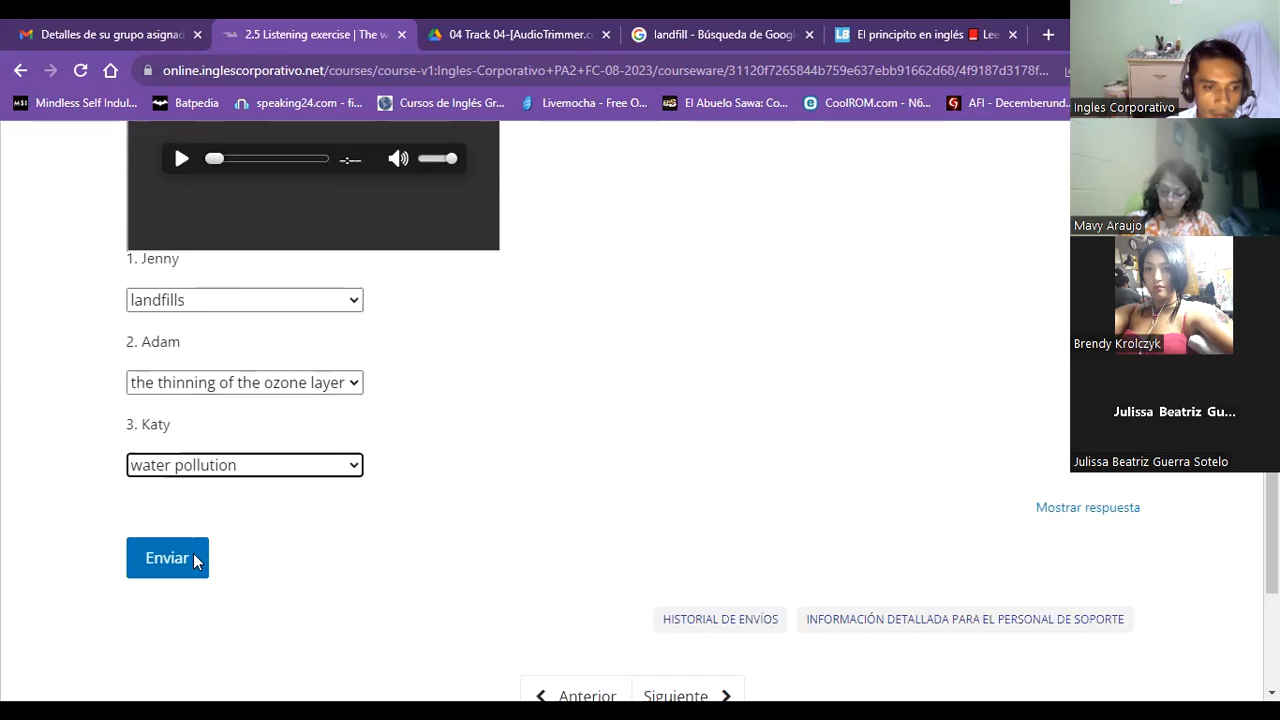 Detalles de su grupo asignad
2.5 Listening exercise | The w
04 Track 04-[AudioTrimmer.c
landfill - Búsqueda de Googl
LB El principito en inglés Lee
online.inglescorporativo.net/courses/course-v1:Ingles-Corporativo+PA2+FC-08-2023/courseware/31120f7265844b759e637ebb91662d68/4f9187d3178f...
Mindless Self Indul...
Batpedia
speaking24.com - fi...
Cursos de Inglés Gr...
Livemocha - Free O...
El Abuelo Sawa: Co...
CoolROM.com - N6...
AFI - Decemberund...
Ingles Corporativo
Mavy Araujo
Brendy Krolczyk
Julissa Beatriz Gu...
Julissa Beatriz Guerra Sotelo
-:--
1. Jenny
landfills
2. Adam
the thinning of the ozone layer
3. Katy
water pollution
Mostrar respuesta
Enviar
HISTORIAL DE ENVÍOS
INFORMACIÓN DETALLADA PARA EL PERSONAL DE SOPORTE
Anterior
Siguiente